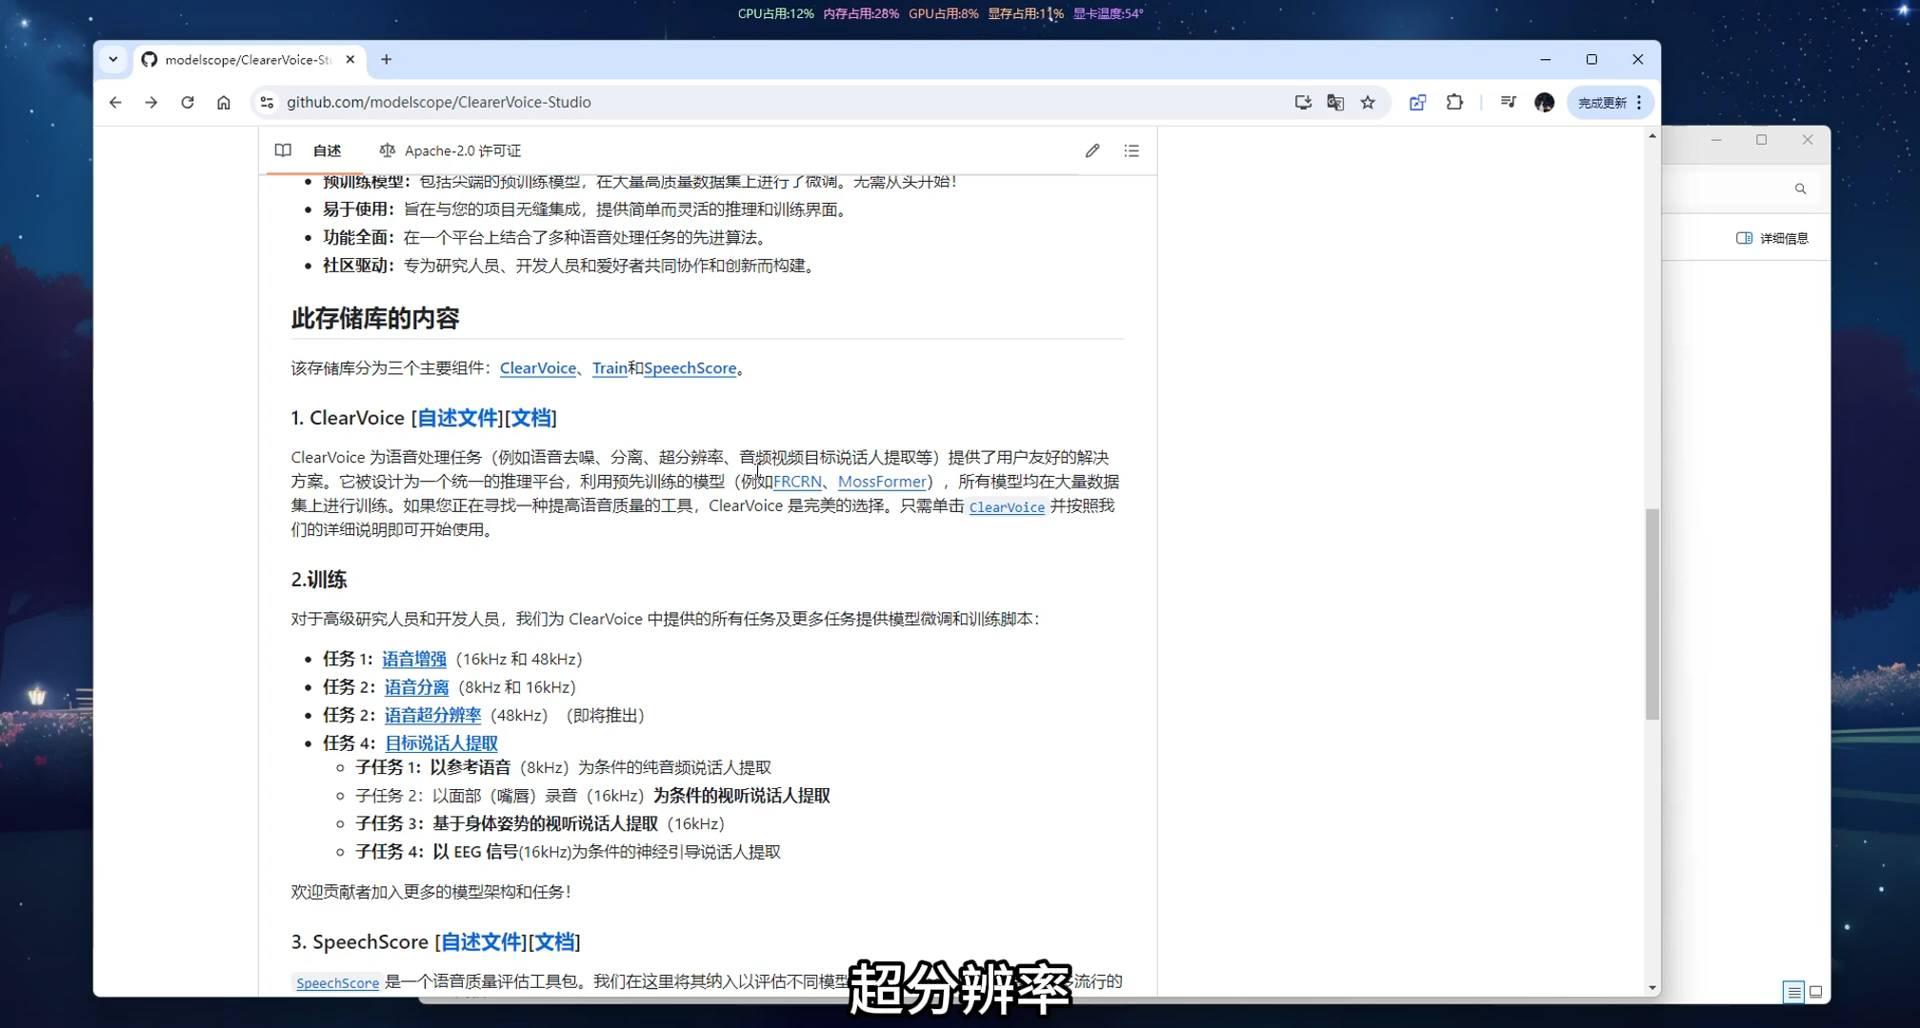 CPU占用:12% 内存占用:28% GPU占用:8% 显存占用:11% 显卡温度:54°
modelscope/ClearerVoice-St
github.com/modelscope/ClearerVoice-Studio
完成更新
自述
Apache-2.0 许可证
详细信息
预训练模型：包括尖端的预训练模型，在大量高质量数据集上进行了微调。无需从头开始！
易于使用：旨在与您的项目无缝集成，提供简单而灵活的推理和训练界面。
功能全面：在一个平台上结合了多种语音处理任务的先进算法。
社区驱动：专为研究人员、开发人员和爱好者共同协作和创新而构建。
此存储库的内容
该存储库分为三个主要组件：ClearVoice、Train和SpeechScore。
1. ClearVoice [自述文件][文档]
ClearVoice 为语音处理任务（例如语音去噪、分离、超分辨率、音频视频目标说话人提取等）提供了用户友好的解决
方案。它被设计为一个统一的推理平台，利用预先训练的模型（例如FRCRN、MossFormer），所有模型均在大量数据
集上进行训练。如果您正在寻找一种提高语音质量的工具，ClearVoice 是完美的选择。只需单击 ClearVoice 并按照我
们的详细说明即可开始使用。
2.训练
对于高级研究人员和开发人员，我们为 ClearVoice 中提供的所有任务及更多任务提供模型微调和训练脚本：
任务 1：语音增强（16kHz 和 48kHz）
任务 2：语音分离（8kHz 和 16kHz）
任务 2：语音超分辨率（48kHz）（即将推出）
任务 4：目标说话人提取
子任务 1：以参考语音（8kHz）为条件的纯音频说话人提取
子任务 2：以面部（嘴唇）录音（16kHz）为条件的视听说话人提取
子任务 3：基于身体姿势的视听说话人提取（16kHz）
子任务 4：以 EEG 信号(16kHz)为条件的神经引导说话人提取
欢迎贡献者加入更多的模型架构和任务！
3. SpeechScore [自述文件][文档]
SpeechScore 是一个语音质量评估工具包。我们在这里将其纳入以评估不同模型 流行的
超分辨率